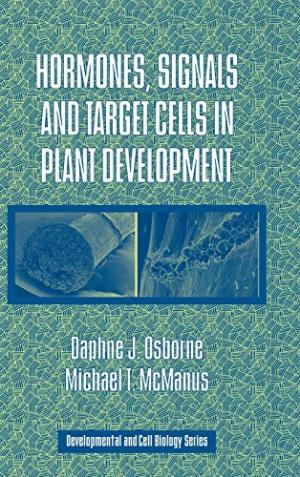 HORMONES, SIGNALS
AND TARGET CELLS IN
PLANT DEVELOPMENT
Daphne J. Osborne
Michael T. McManus
Developmental and Cell Biology Series